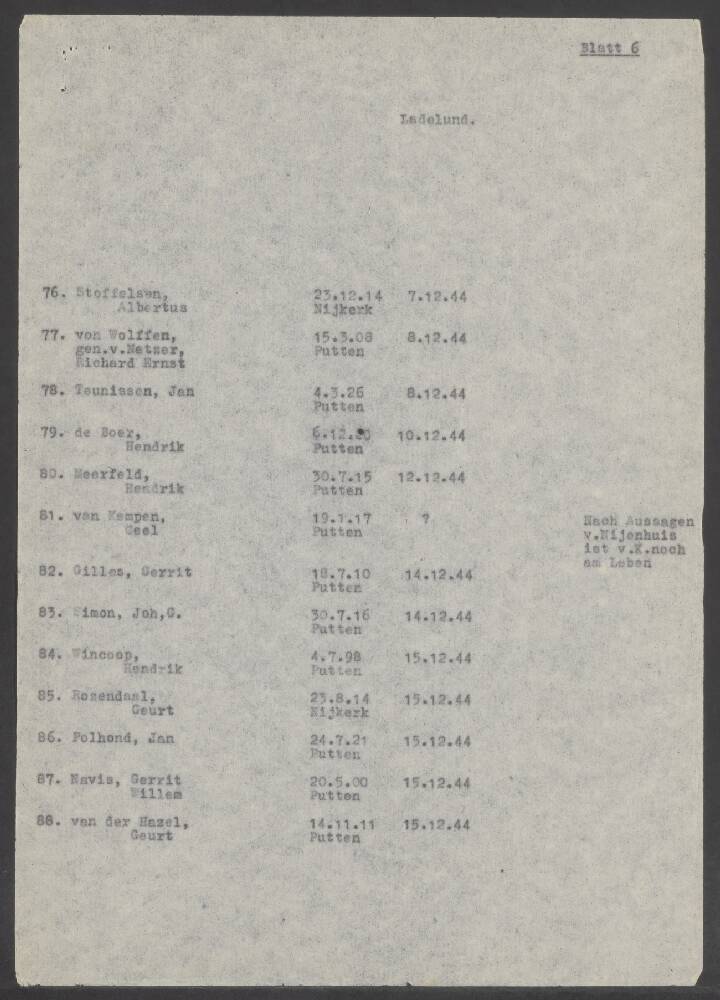 Blatt 6
Ladelund.
76. Stoffelsen, 23.12.14 7.12.44
Albertus Nijkerk
77. von Wolffen, 15.3.08 8.12.44
gen.v.Netzer, Putten
Richard Ernst
78. Teunissen, Jan 4.3.26 8.12.44
Putten
79. de Boer, 6.12. 10.12.44
Hendrik Putten
80. Meerfeld, 30.7.15 12.12.44
Hendrik Putten
81. van Kempen, 19.1.17 ? Nach Aussagen
Geel Putten v.Nijenhuis
ist v.K.noch
am Leben
82. Gilles, Gerrit 18.7.10 14.12.44
Putten
83. Simon, Joh,G. 30.7.16 14.12.44
Putten
84. Wincoop, 4.7.98 15.12.44
Hendrik Putten
85. Rozendaal, 23.8.14 15.12.44
Geurt Nijkerk
86. Polhond, Jan 24.7.21 15.12.44
Putten
87. Navis, Gerrit 20.5.00 15.12.44
Willem Putten
88. van der Hazel, 14.11.11 15.12.44
Geurt Putten